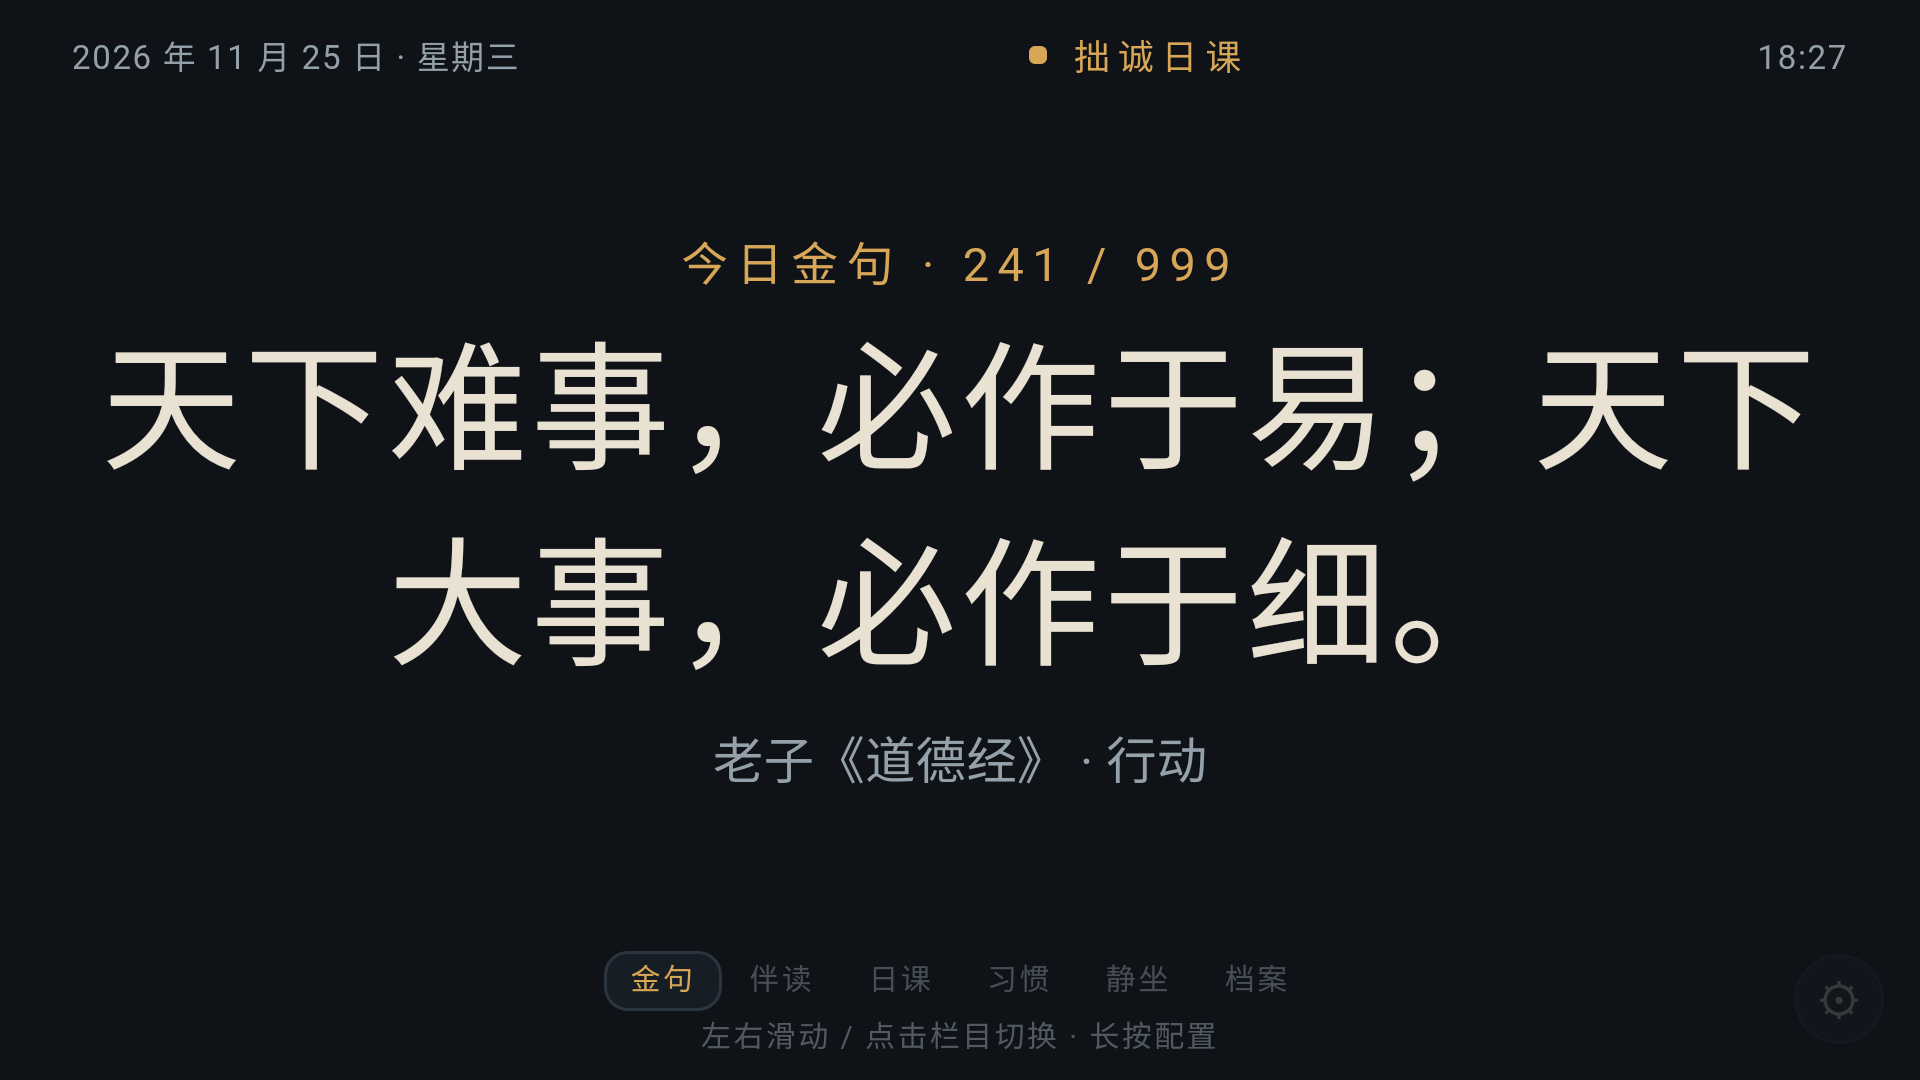 2026 年 11 月 25 日 · 星期三
拙诚日课
18:27
今日金句 · 241 / 999
天下难事，必作于易；天下
大事，必作于细。
老子《道德经》 · 行动
金句 伴读 日课 习惯 静坐 档案
左右滑动 / 点击栏目切换 · 长按配置